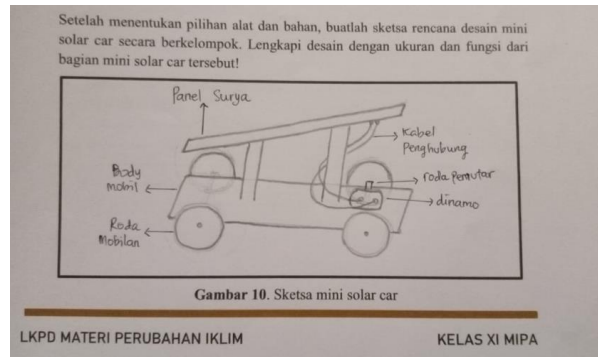 Setelah menentukan pilihan alat dan bahan, buatlah sketsa rencana desain mini
solar car secara berkelompok. Lengkapi desain dengan ukuran dan fungsi dari
bagian mini solar car tersebut!
Panel Surya
Kabel
Penghubung
Body
mobil
roda Pemutar
dinamo
Roda
Mobilan
Gambar 10. Sketsa mini solar car
LKPD MATERI PERUBAHAN IKLIM
KELAS XI MIPA